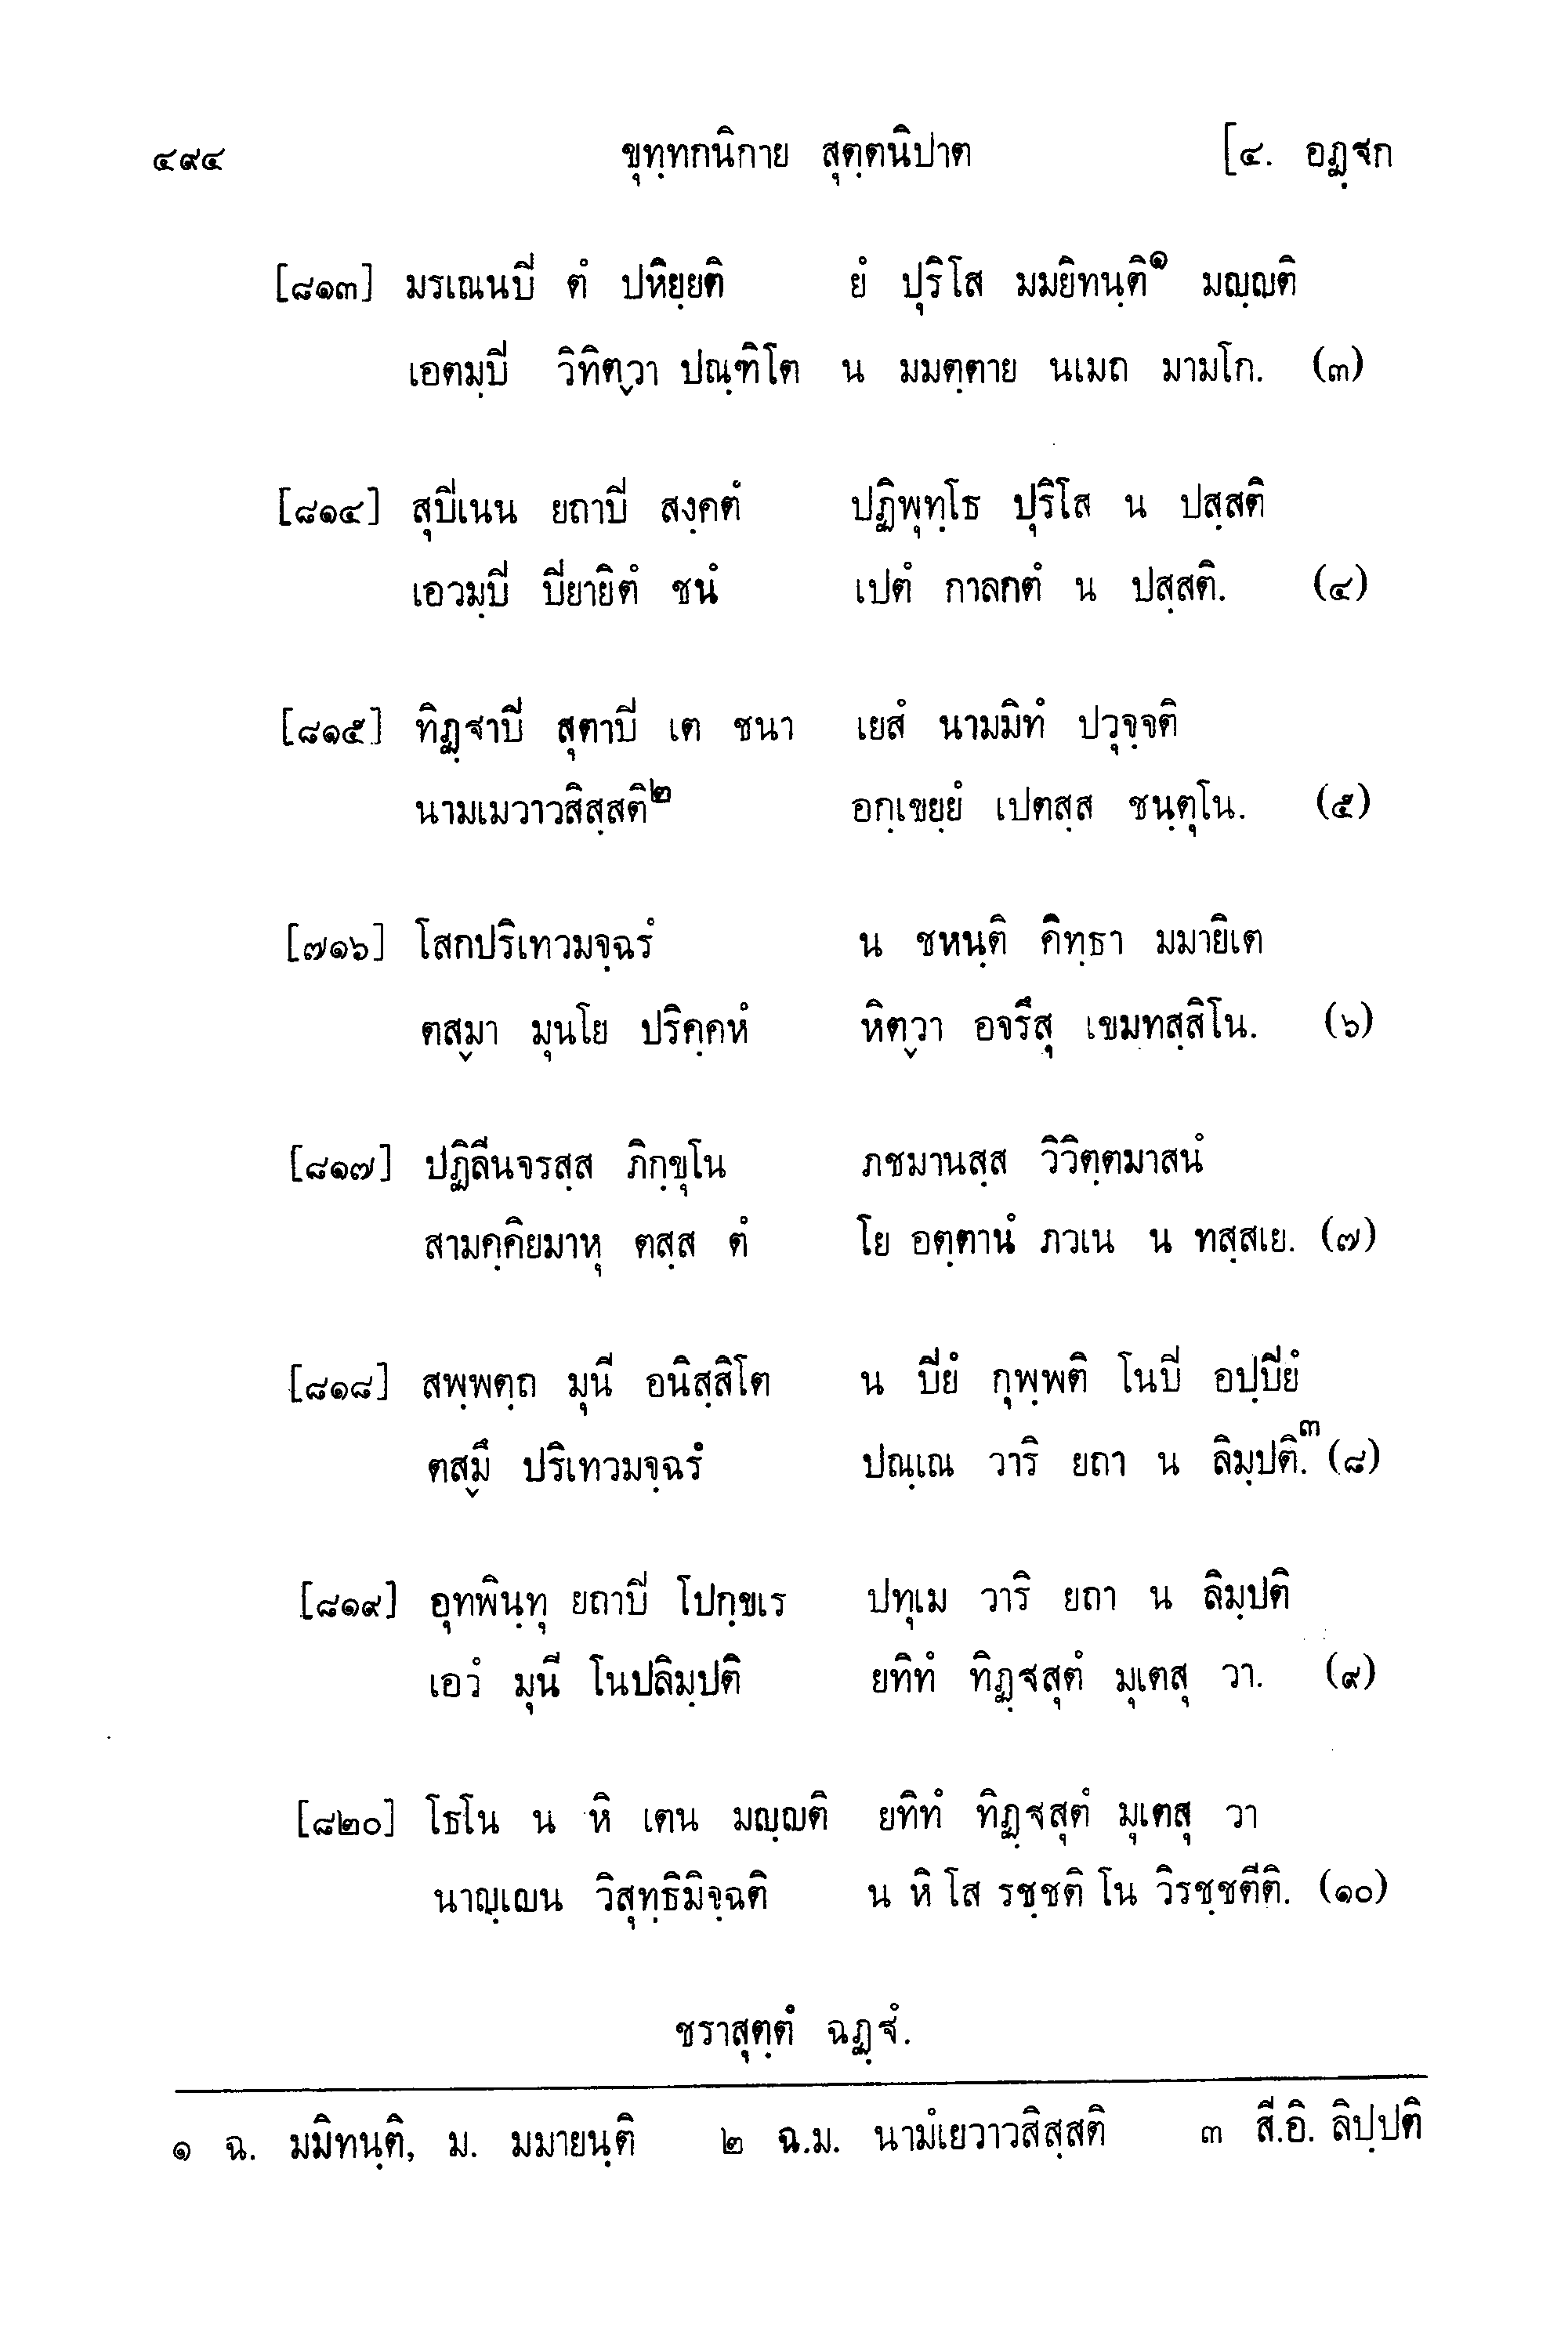 ๔๙๔ ขุทฺทกนิกาย สุตฺตนิปาต [๔. อฏฺฐก
[๘๑๓] มรเณนปิ ตํ ปหิยฺยติ ยํ ปุริโส มมยิทนฺติ๑ มญฺญติ
เอตมฺปิ วิทิตฺวา ปณฺฑิโต น มมตฺตาย นเมถ มามโก. (๓)
[๘๑๔] สุปิเนน ยถาปิ สงฺคตํ ปฏิพุทฺโธ ปุริโส น ปสฺสติ
เอวมฺปิ ปิยายิตํ ชนํ เปตํ กาลกตํ น ปสฺสติ. (๔)
[๘๑๕] ทิฏฺฐาปิ สุตาปิ เต ชนา เยสํ นามมิทํ ปวุจฺจติ
นามเมวาวสิสฺสติ๒ อกฺเขยฺยํ เปตสฺส ชนฺตุโน. (๕)
[๗๑๖] โสกปริเทวมจฺฉรํ น ชหนฺติ คิทฺธา มมายิเต
ตสฺมา มุนโย ปริคฺคหํ หิตฺวา อจรึสุ เขมทสฺสิโน. (๖)
[๘๑๗] ปฏิลีนจรสฺส ภิกฺขุโน ภชมานสฺส วิวิตฺตมาสนํ
สามคฺคิยมาหุ ตสฺส ตํ โย อตฺตานํ ภวเน น ทสฺสเย. (๗)
[๘๑๘] สพฺพตฺถ มุนี อนิสฺสิโต น ปิยํ กุพฺพติ โนปิ อปฺปิยํ
ตสฺมึ ปริเทวมจฺฉรํ ปณฺเณ วาริ ยถา น ลิมฺปติ.๓ (๘)
[๘๑๙] อุทพินฺทุ ยถาปิ โปกฺขเร ปทุเม วาริ ยถา น ลิมฺปติ
เอวํ มุนี โนปลิมฺปติ ยทิทํ ทิฏฺฐสุตํ มุเตสุ วา. (๙)
[๘๒๐] โธโน น หิ เตน มญฺญติ ยทิทํ ทิฏฺฐสุตํ มุเตสุ วา
นาญฺเญน วิสุทฺธิมิจฺฉติ น หิ โส รชฺชติ โน วิรชฺชตีติ. (๑๐)
ชราสุตฺตํ ฉฏฺฐํ.
๑ ฉ. มมิทนฺติ, ม. มมายนฺติ ๒ ฉ.ม. นามํเยวาวสิสฺสติ ๓ สี.อิ. ลิปฺปติ